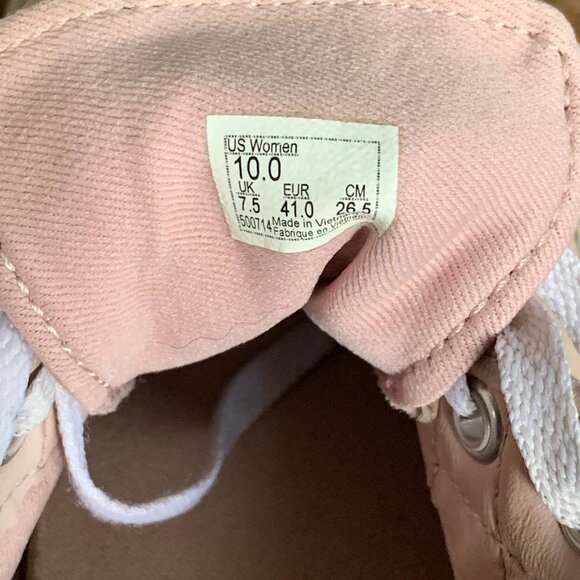 US Women
10.0
UK EUR CM
7.5 41.0 26.5
500714 Made in Vietnam
Fabrique en Vietnam